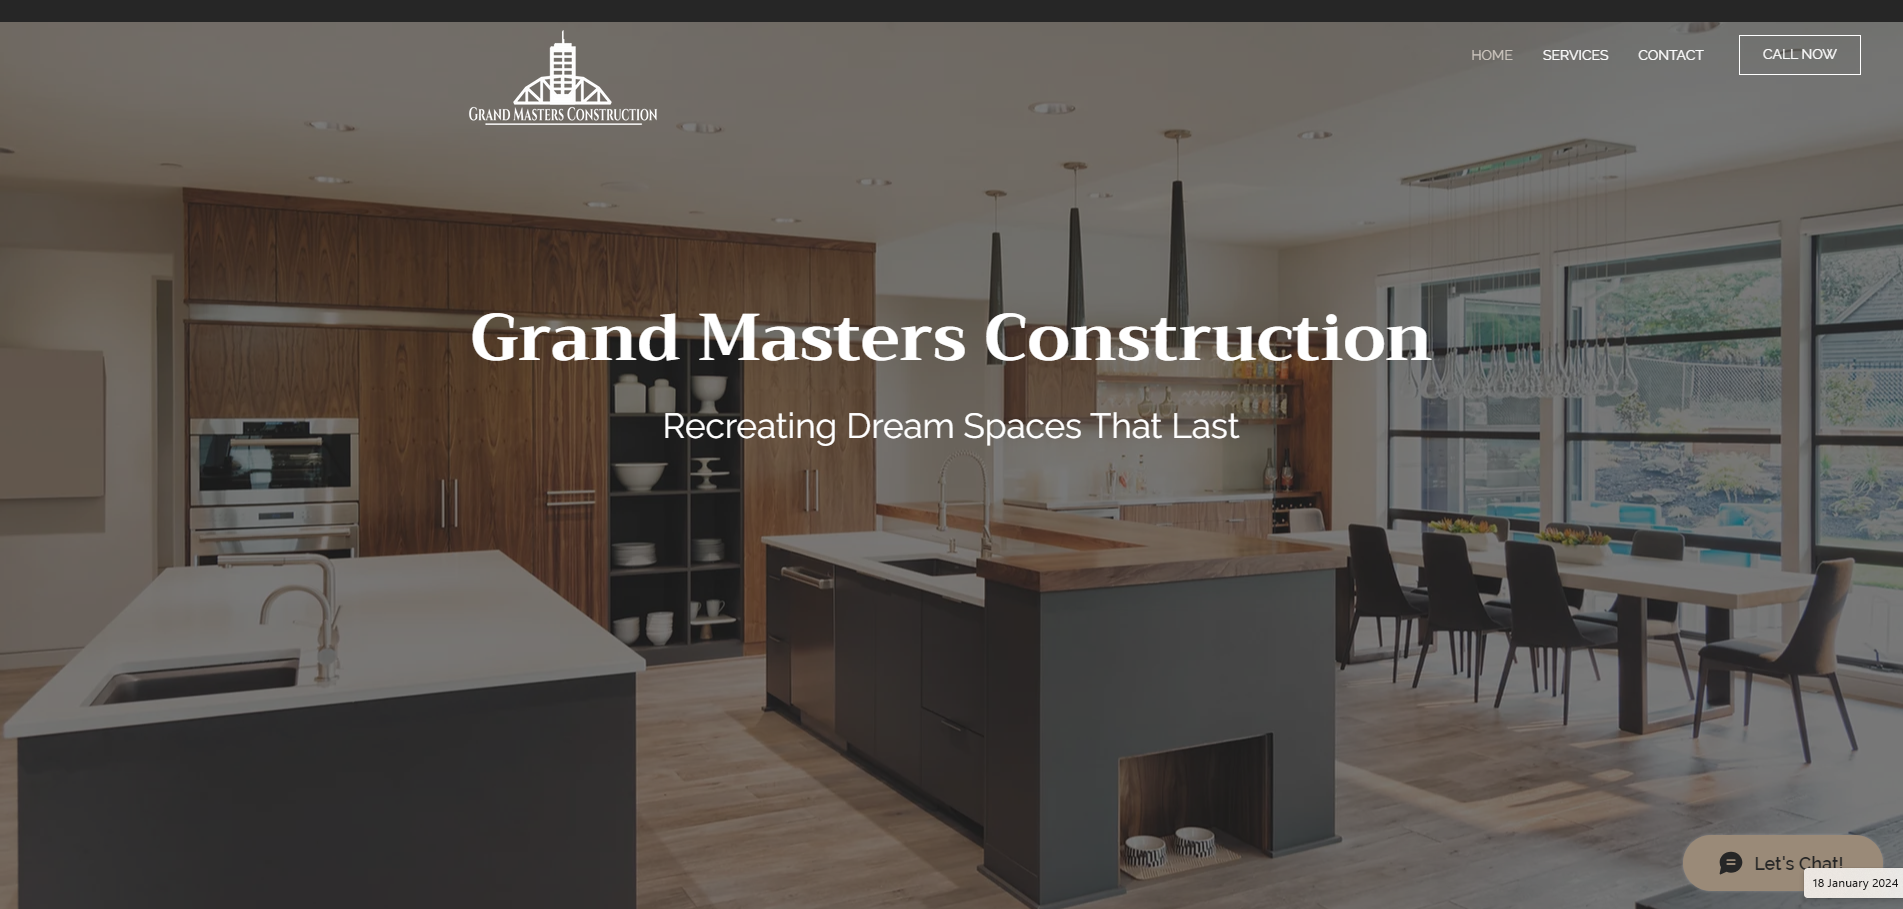 HOME
SERVICES
CONTACT
CALL NOW
Grand Masters Construction
Grand Masters Construction
Recreating Dream Spaces That Last
Let's Chat!
18 January 2024